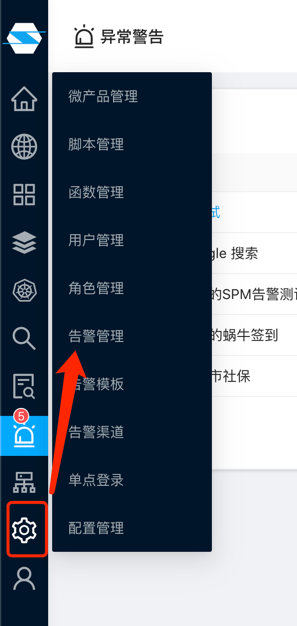 异常警告
微产品管理
脚本管理
函数管理
试
用户管理
gle 搜索
角色管理
的SPM告警测试
告警管理
的蜗牛签到
告警模板
市社保
5
告警渠道
单点登录
配置管理